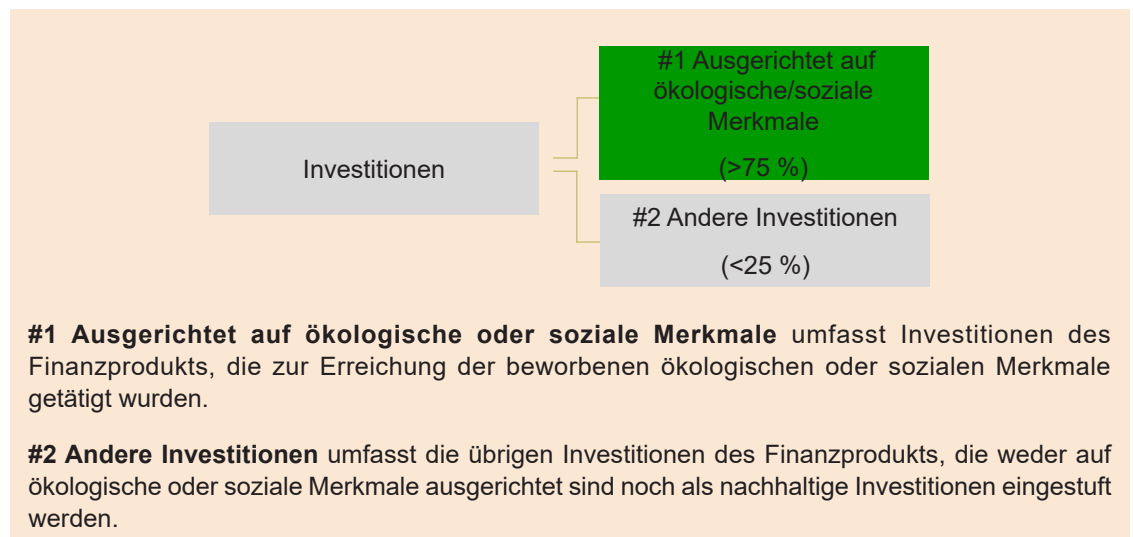 #1 Ausgerichtet auf
ökologische/soziale
Merkmale
(>75 %)
Investitionen
#2 Andere Investitionen
(<25 %)
#1 Ausgerichtet auf ökologische oder soziale Merkmale umfasst Investitionen des
Finanzprodukts, die zur Erreichung der beworbenen ökologischen oder sozialen Merkmale
getätigt wurden.
#2 Andere Investitionen umfasst die übrigen Investitionen des Finanzprodukts, die weder auf
ökologische oder soziale Merkmale ausgerichtet sind noch als nachhaltige Investitionen eingestuft
werden.